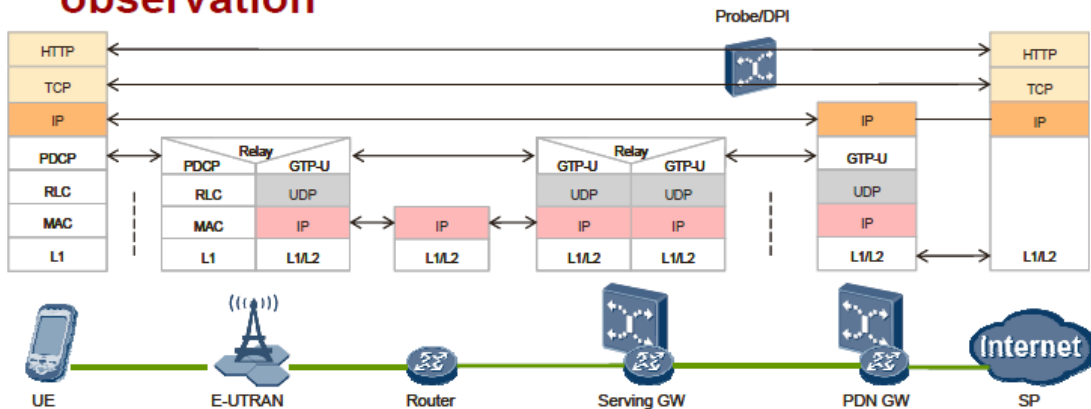 observation
Probe/DPI
HTTP HTTP
TCP TCP
IP IP IP
PDCP Relay Relay GTP-U
PDCP GTP-U GTP-U GTP-U
RLC RLC UDP UDP UDP UDP
MAC MAC IP IP IP IP IP
L1 L1 L1/L2 L1/L2 L1/L2 L1/L2 L1/L2 L1/L2
Internet
UE E-UTRAN Router Serving GW PDN GW SP